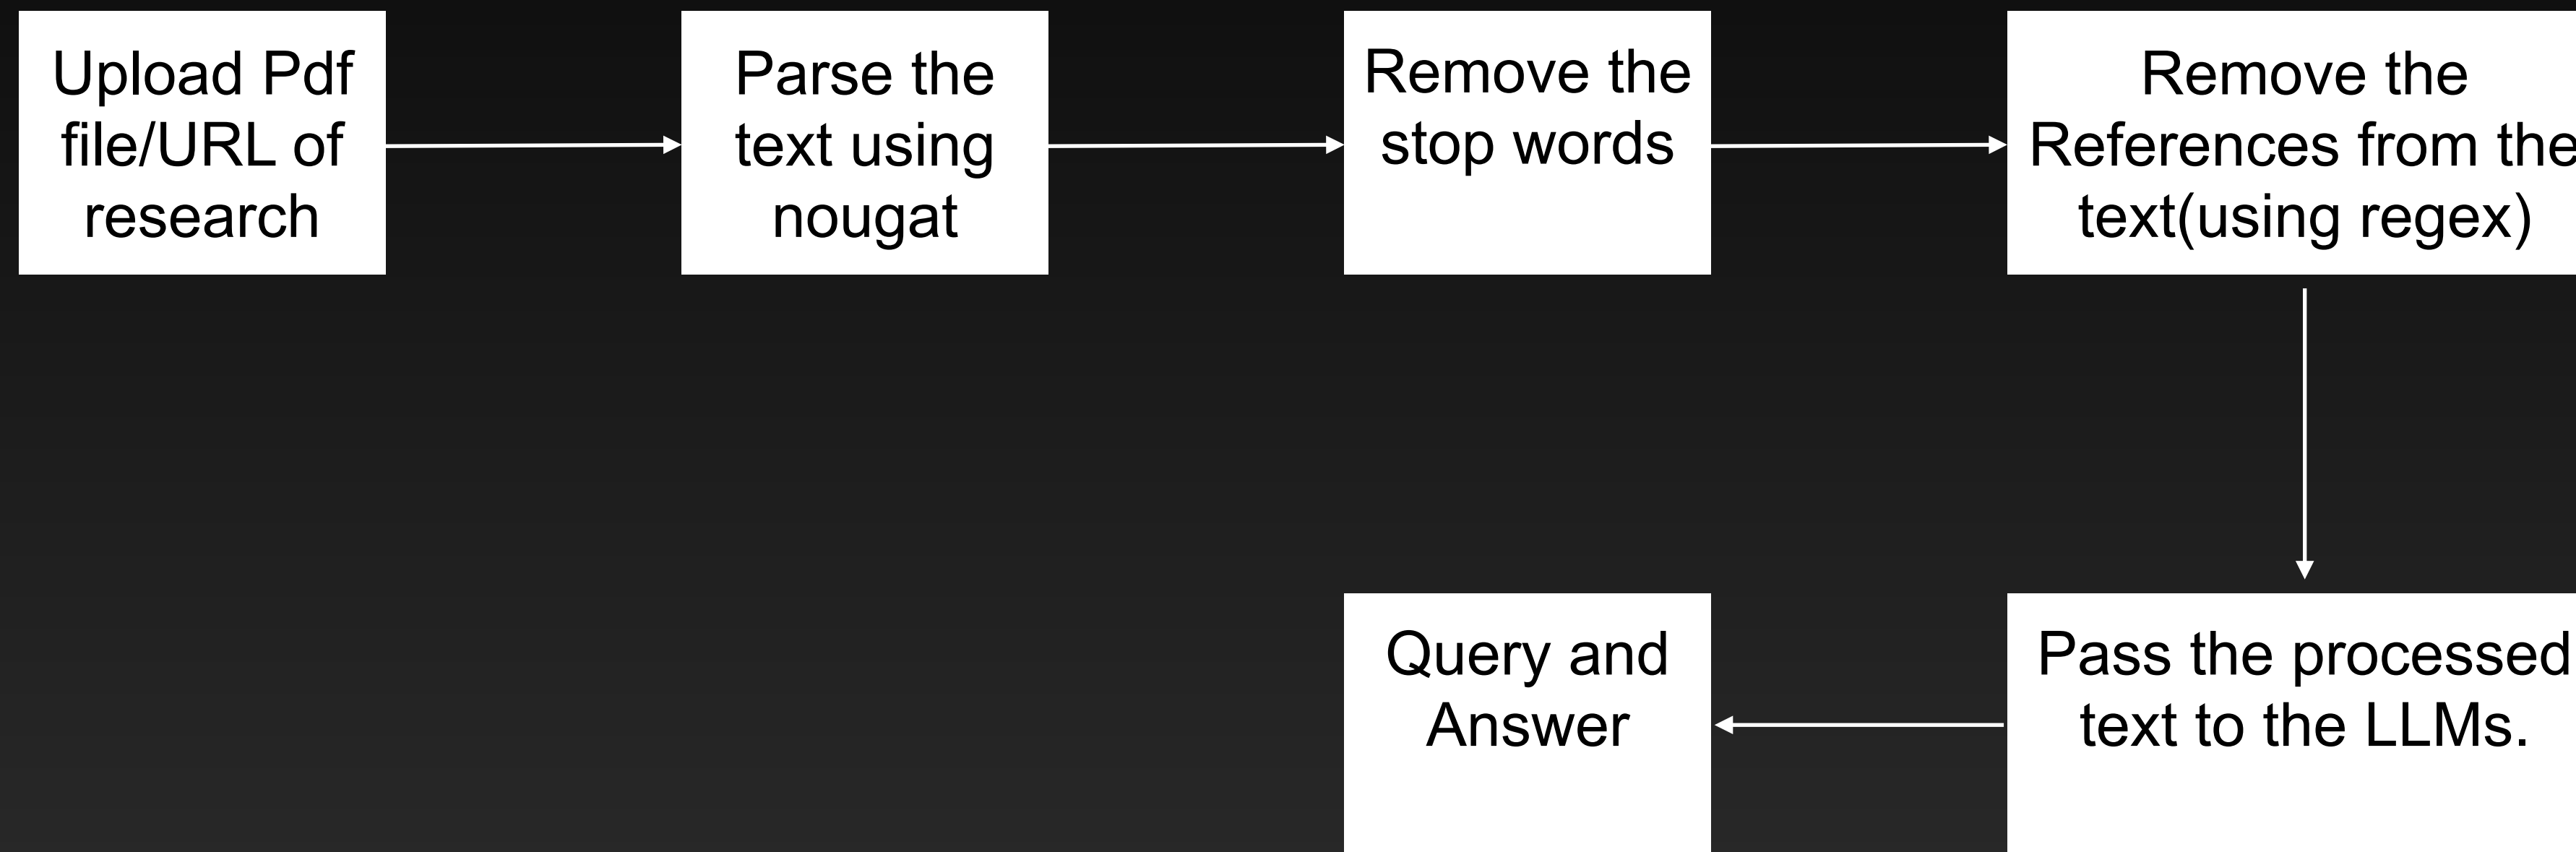 Upload Pdf
file/URL of
research
Parse the
text using
nougat
Remove the
stop words
Remove the
References from the
text(using regex)
Pass the processed
text to the LLMs.
Query and
Answer